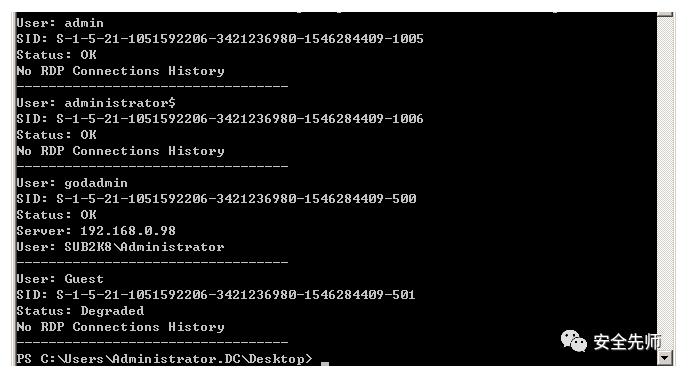 User: admin
SID: S-1-5-21-1051592206-3421236980-1546284409-1005
Status: OK
No RDP Connections History
----------------------------------
User: administrator$
SID: S-1-5-21-1051592206-3421236980-1546284409-1006
Status: OK
No RDP Connections History
----------------------------------
User: godadmin
SID: S-1-5-21-1051592206-3421236980-1546284409-500
Status: OK
Server: 192.168.0.98
User: SUB2K8\Administrator
----------------------------------
User: Guest
SID: S-1-5-21-1051592206-3421236980-1546284409-501
Status: Degraded
No RDP Connections History
----------------------------------
PS C:\Users\Administrator.DC\Desktop> _
安全先师